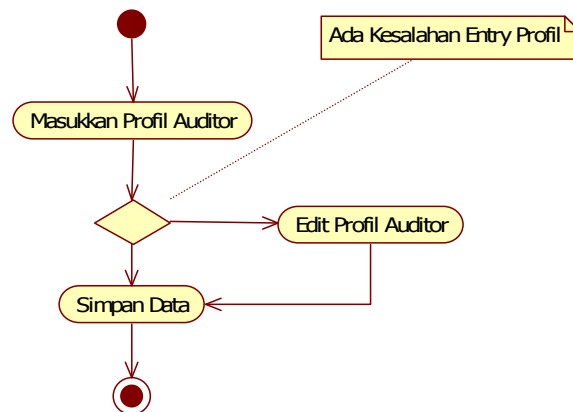 Ada Kesalahan Entry Profil
Masukkan Profil Auditor
Edit Profil Auditor
Simpan Data